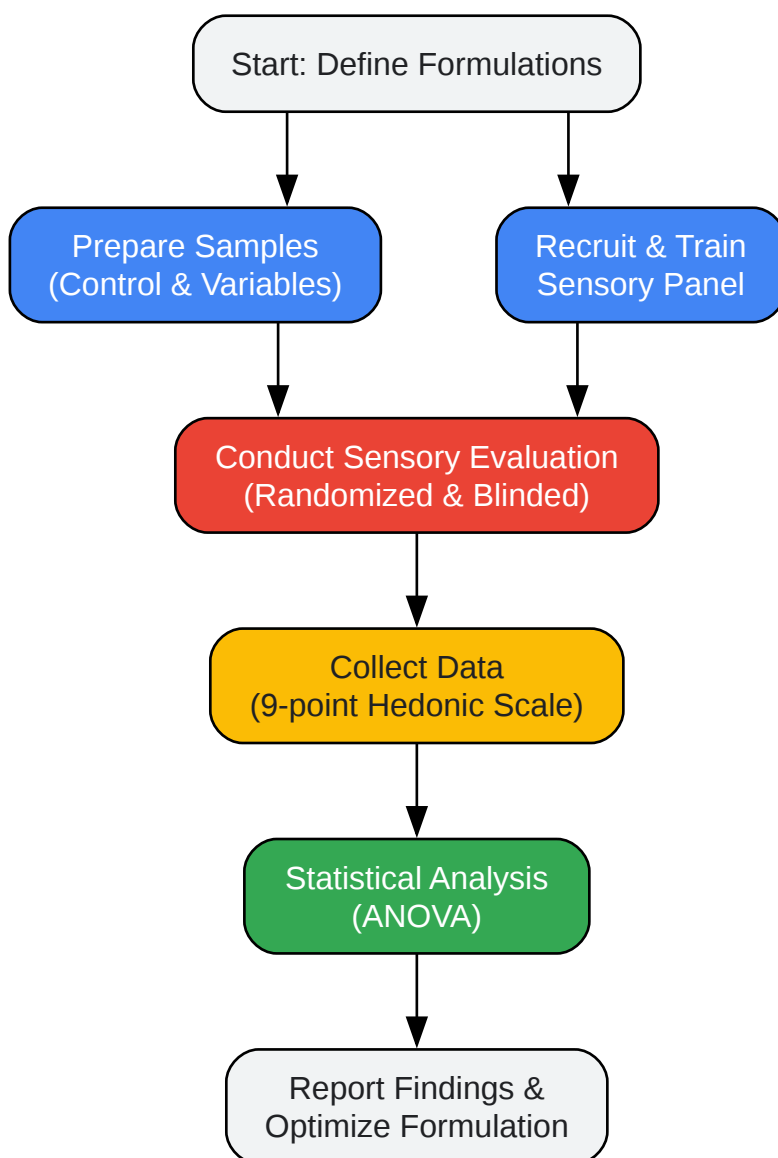 Start: Define Formulations
Prepare Samples
(Control & Variables)
Recruit & Train
Sensory Panel
Conduct Sensory Evaluation
(Randomized & Blinded)
Collect Data
(9-point Hedonic Scale)
Statistical Analysis
(ANOVA)
Report Findings &
Optimize Formulation